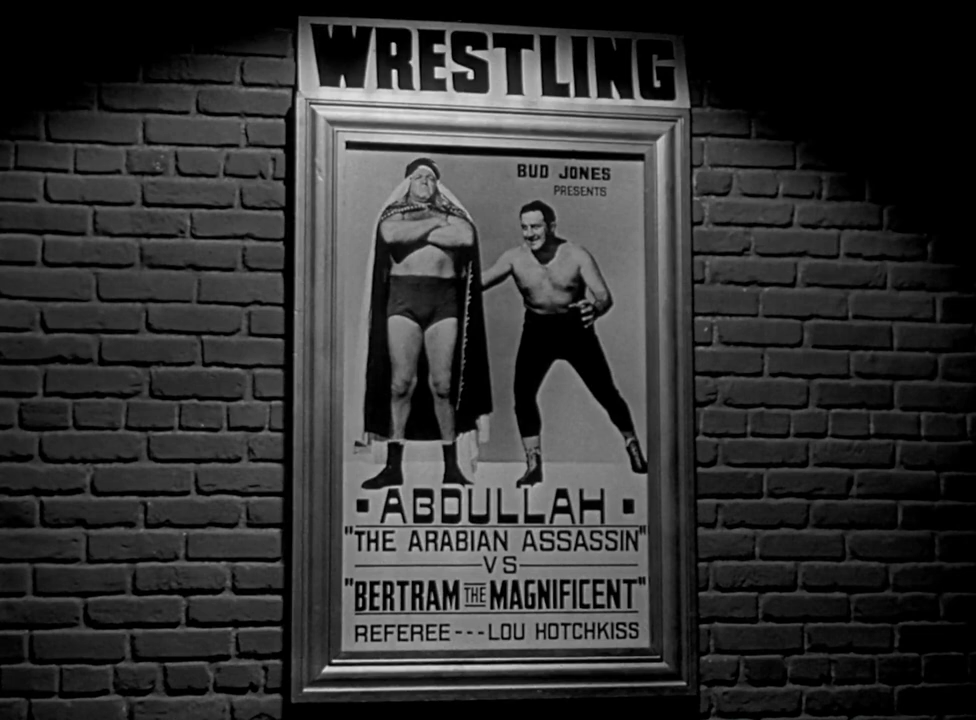 WRESTLING
BUD JONES
PRESENTS
▪ ABDULLAH ▪
"THE ARABIAN ASSASSIN"
VS
"BERTRAM THE MAGNIFICENT"
REFEREE---LOU HOTCHKISS